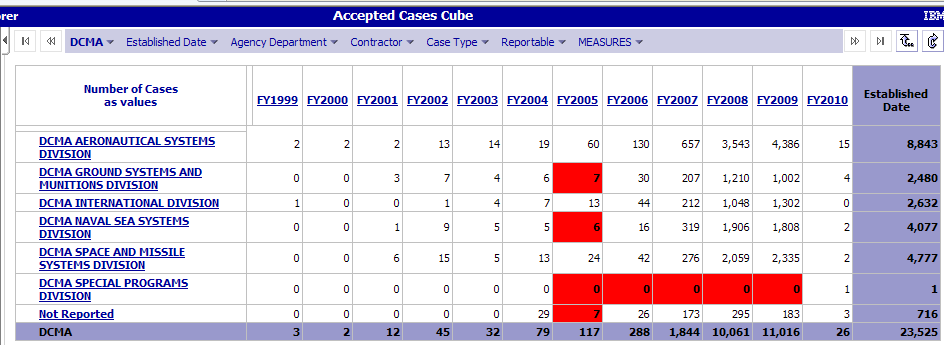 orer Accepted Cases Cube IBM
DCMA Established Date Agency Department Contractor Case Type Reportable MEASURES
Number of Cases
as values
FY1999 FY2000 FY2001 FY2002 FY2003 FY2004 FY2005 FY2006 FY2007 FY2008 FY2009 FY2010
Established
Date
DCMA AERONAUTICAL SYSTEMS
DIVISION
2 2 2 13 14 19 60 130 657 3,543 4,386 15 8,843
DCMA GROUND SYSTEMS AND
MUNITIONS DIVISION
0 0 3 7 4 6 7 30 207 1,210 1,002 4 2,480
DCMA INTERNATIONAL DIVISION 1 0 0 1 4 7 13 44 212 1,048 1,302 0 2,632
DCMA NAVAL SEA SYSTEMS
DIVISION
0 0 1 9 5 5 6 16 319 1,906 1,808 2 4,077
DCMA SPACE AND MISSILE
SYSTEMS DIVISION
0 0 6 15 5 13 24 42 276 2,059 2,335 2 4,777
DCMA SPECIAL PROGRAMS
DIVISION
0 0 0 0 0 0 0 0 0 0 0 1 1
Not Reported 0 0 0 0 0 29 7 26 173 295 183 3 716
DCMA 3 2 12 45 32 79 117 288 1,844 10,061 11,016 26 23,525